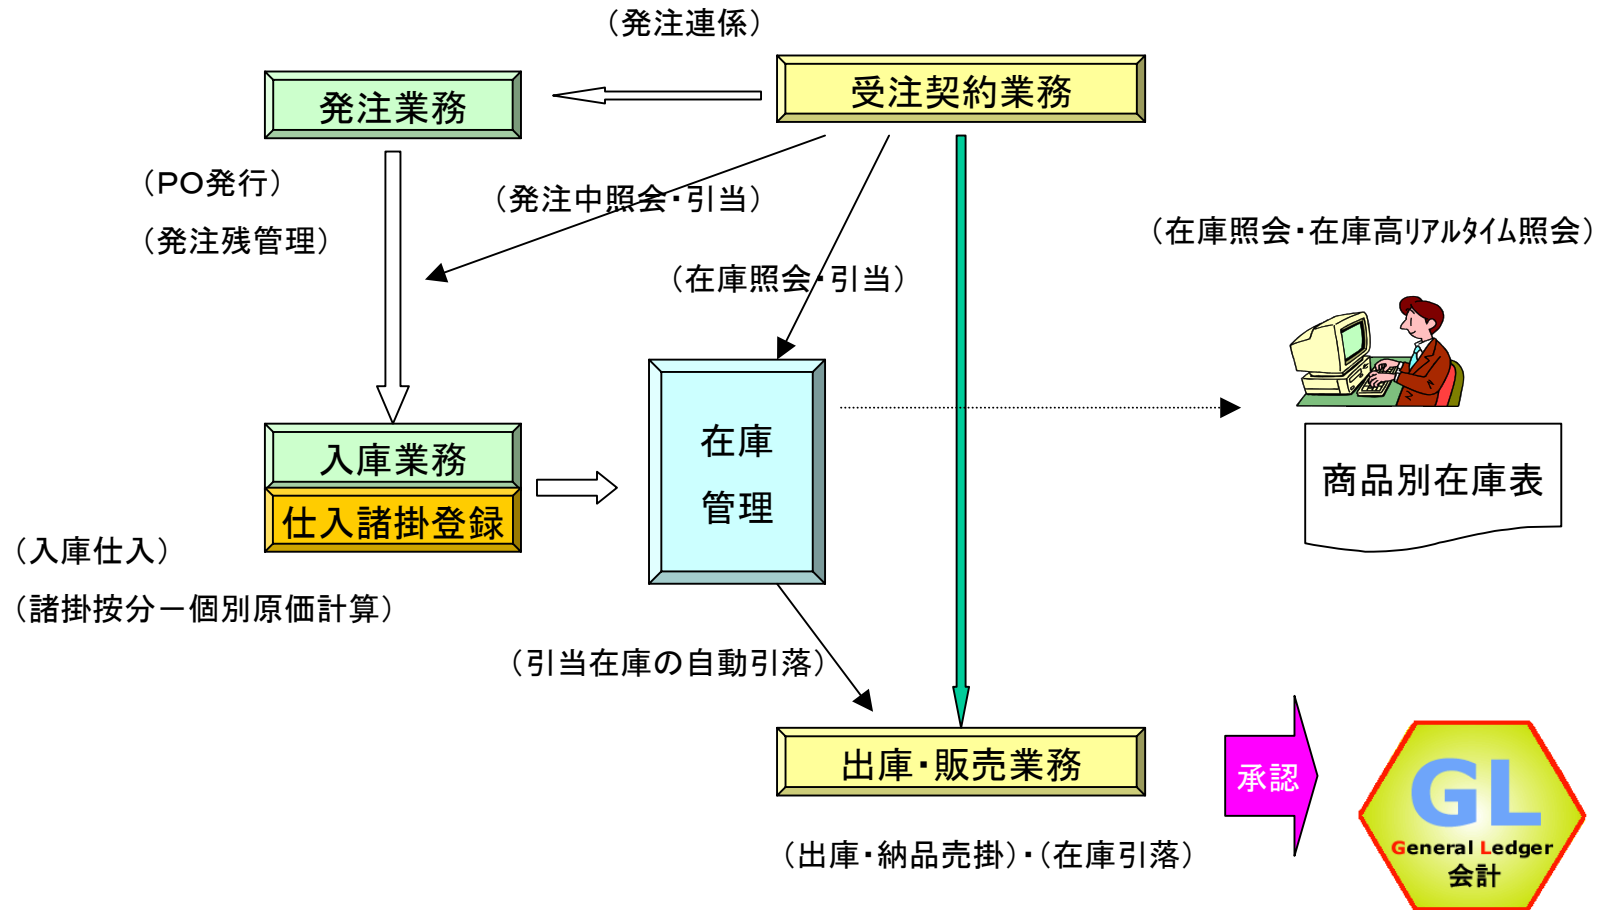 （発注連係）
受注契約業務
発注業務
（PO発行）
（発注中照会・引当）
（発注残管理）
（在庫照会・在庫高リアルタイム照会）
（在庫照会・引当）
在庫
管理
入庫業務
仕入諸掛登録
商品別在庫表
（入庫仕入）
（諸掛按分－個別原価計算）
（引当在庫の自動引落）
出庫・販売業務
承認
GL
General Ledger
会計
（出庫・納品売掛）・（在庫引落）